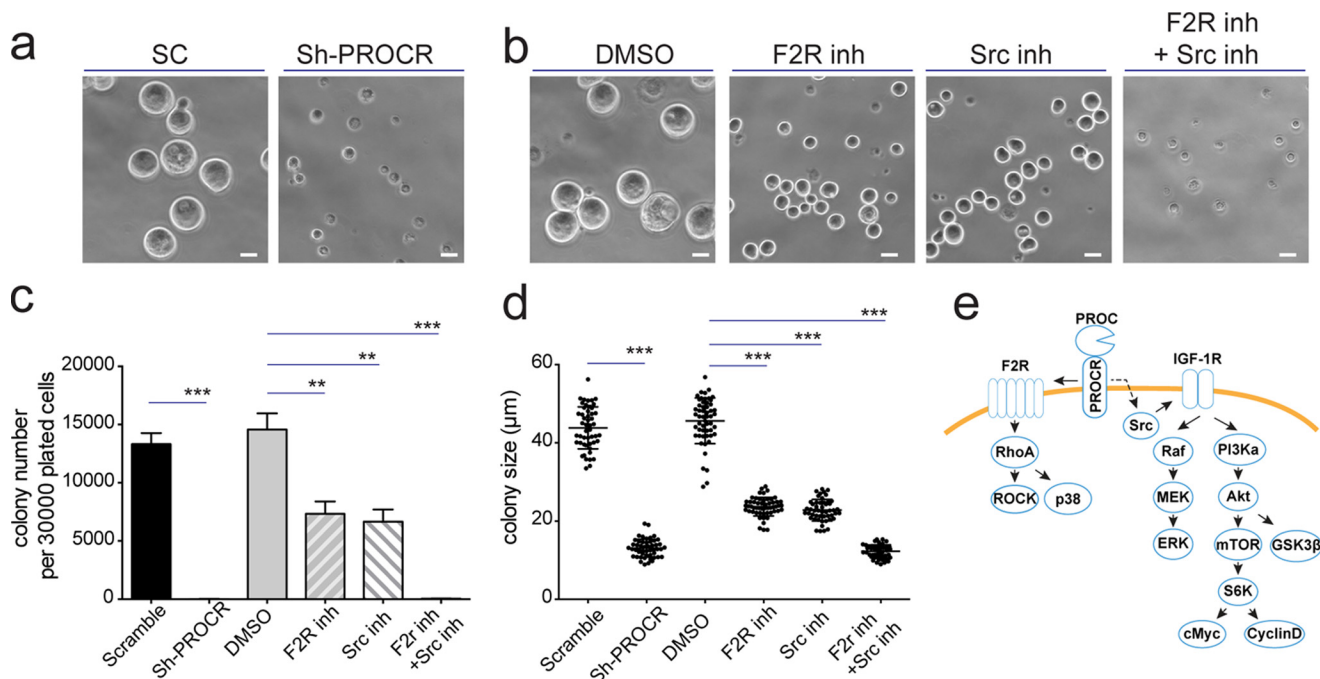 a
SC
Sh-PROCR
b
DMSO
F2R inh
Src inh
F2R inh
+ Src inh
c
colony number
per 30000 plated cells
20000
15000
10000
5000
0
***
**
**
***
Scramble
Sh-PROCR
DMSO
F2R inh
Src inh
F2r inh
+Src inh
d
colony size (μm)
60
40
20
0
***
***
***
***
Scramble
Sh-PROCR
DMSO
F2R inh
Src inh
F2r inh
+Src inh
e
PROC
F2R
PROCR
IGF-1R
Src
RhoA
ROCK
p38
Raf
PI3Ka
MEK
Akt
ERK
mTOR
GSK3β
S6K
cMyc
CyclinD